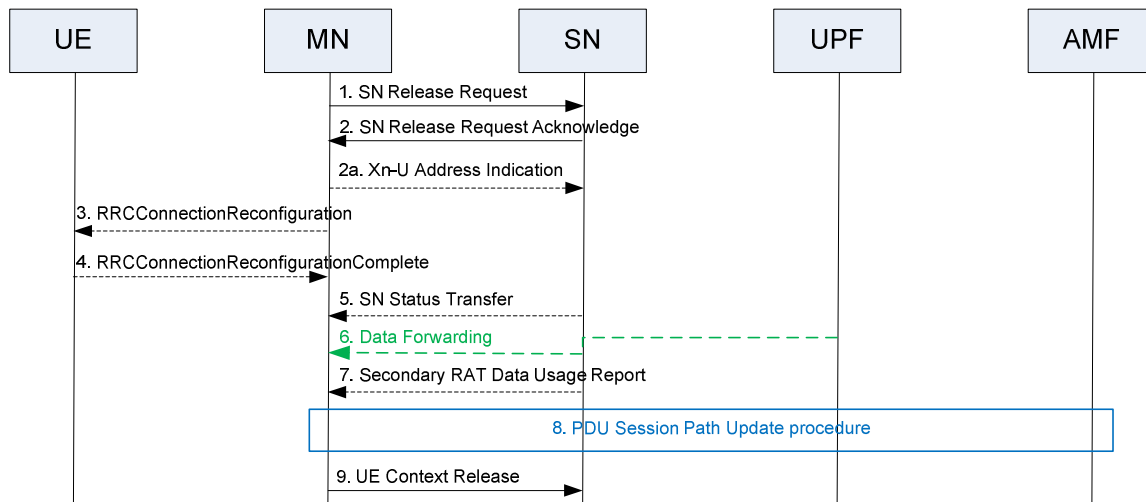 UE
MN
SN
UPF
AMF
1. SN Release Request
2. SN Release Request Acknowledge
2a. Xn-U Address Indication
3. RRCConnectionReconfiguration
4. RRCConnectionReconfigurationComplete
5. SN Status Transfer
6. Data Forwarding
7. Secondary RAT Data Usage Report
8. PDU Session Path Update procedure
9. UE Context Release